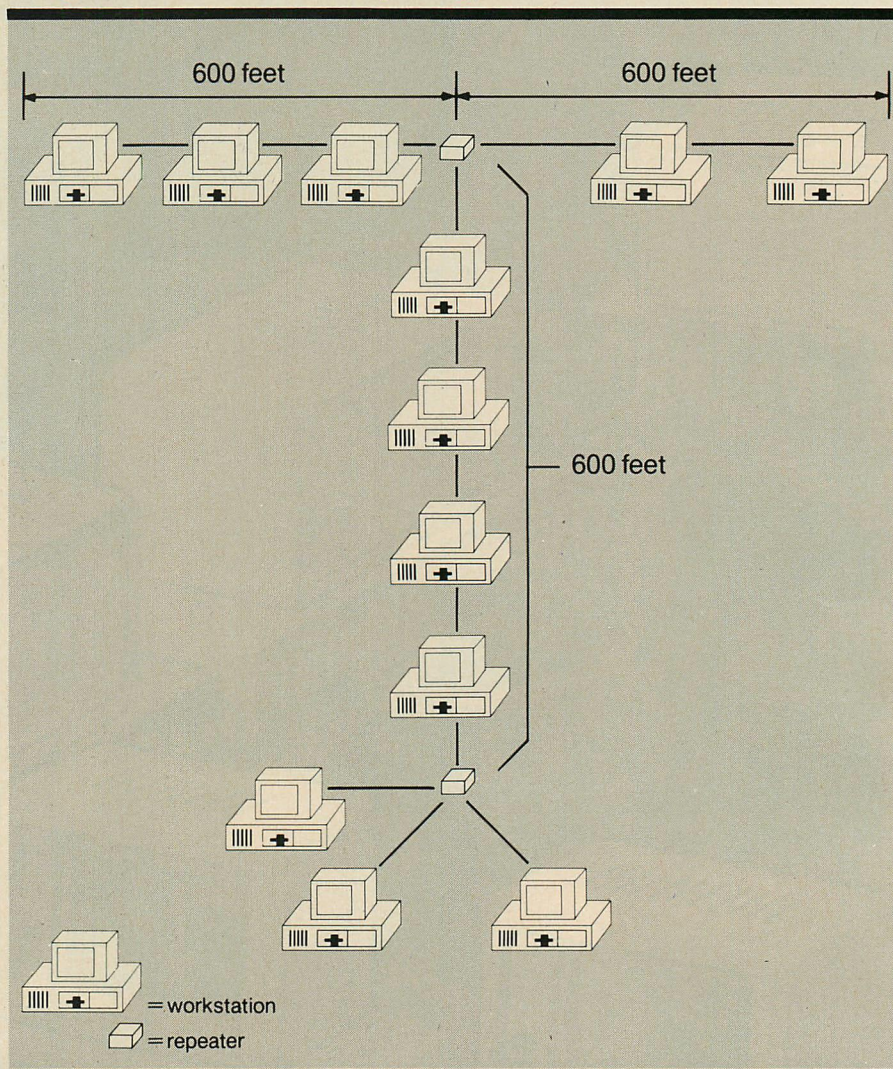 600 feet
600 feet
600 feet
= workstation
= repeater